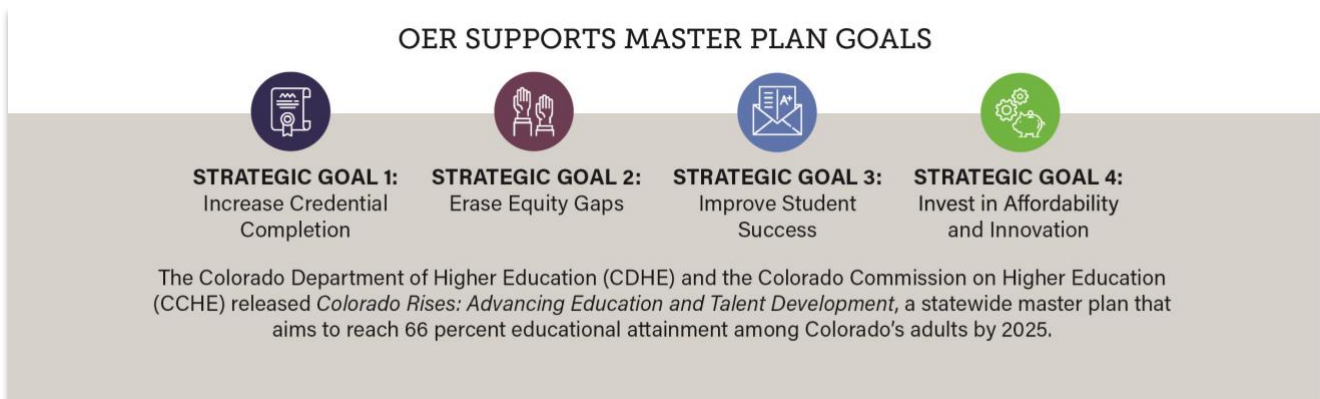 OER SUPPORTS MASTER PLAN GOALS
A+
STRATEGIC GOAL 1:
Increase Credential
Completion
STRATEGIC GOAL 2:
Erase Equity Gaps
STRATEGIC GOAL 3:
Improve Student
Success
STRATEGIC GOAL 4:
Invest in Affordability
and Innovation
The Colorado Department of Higher Education (CDHE) and the Colorado Commission on Higher Education
(CCHE) released Colorado Rises: Advancing Education and Talent Development, a statewide master plan that
aims to reach 66 percent educational attainment among Colorado’s adults by 2025.